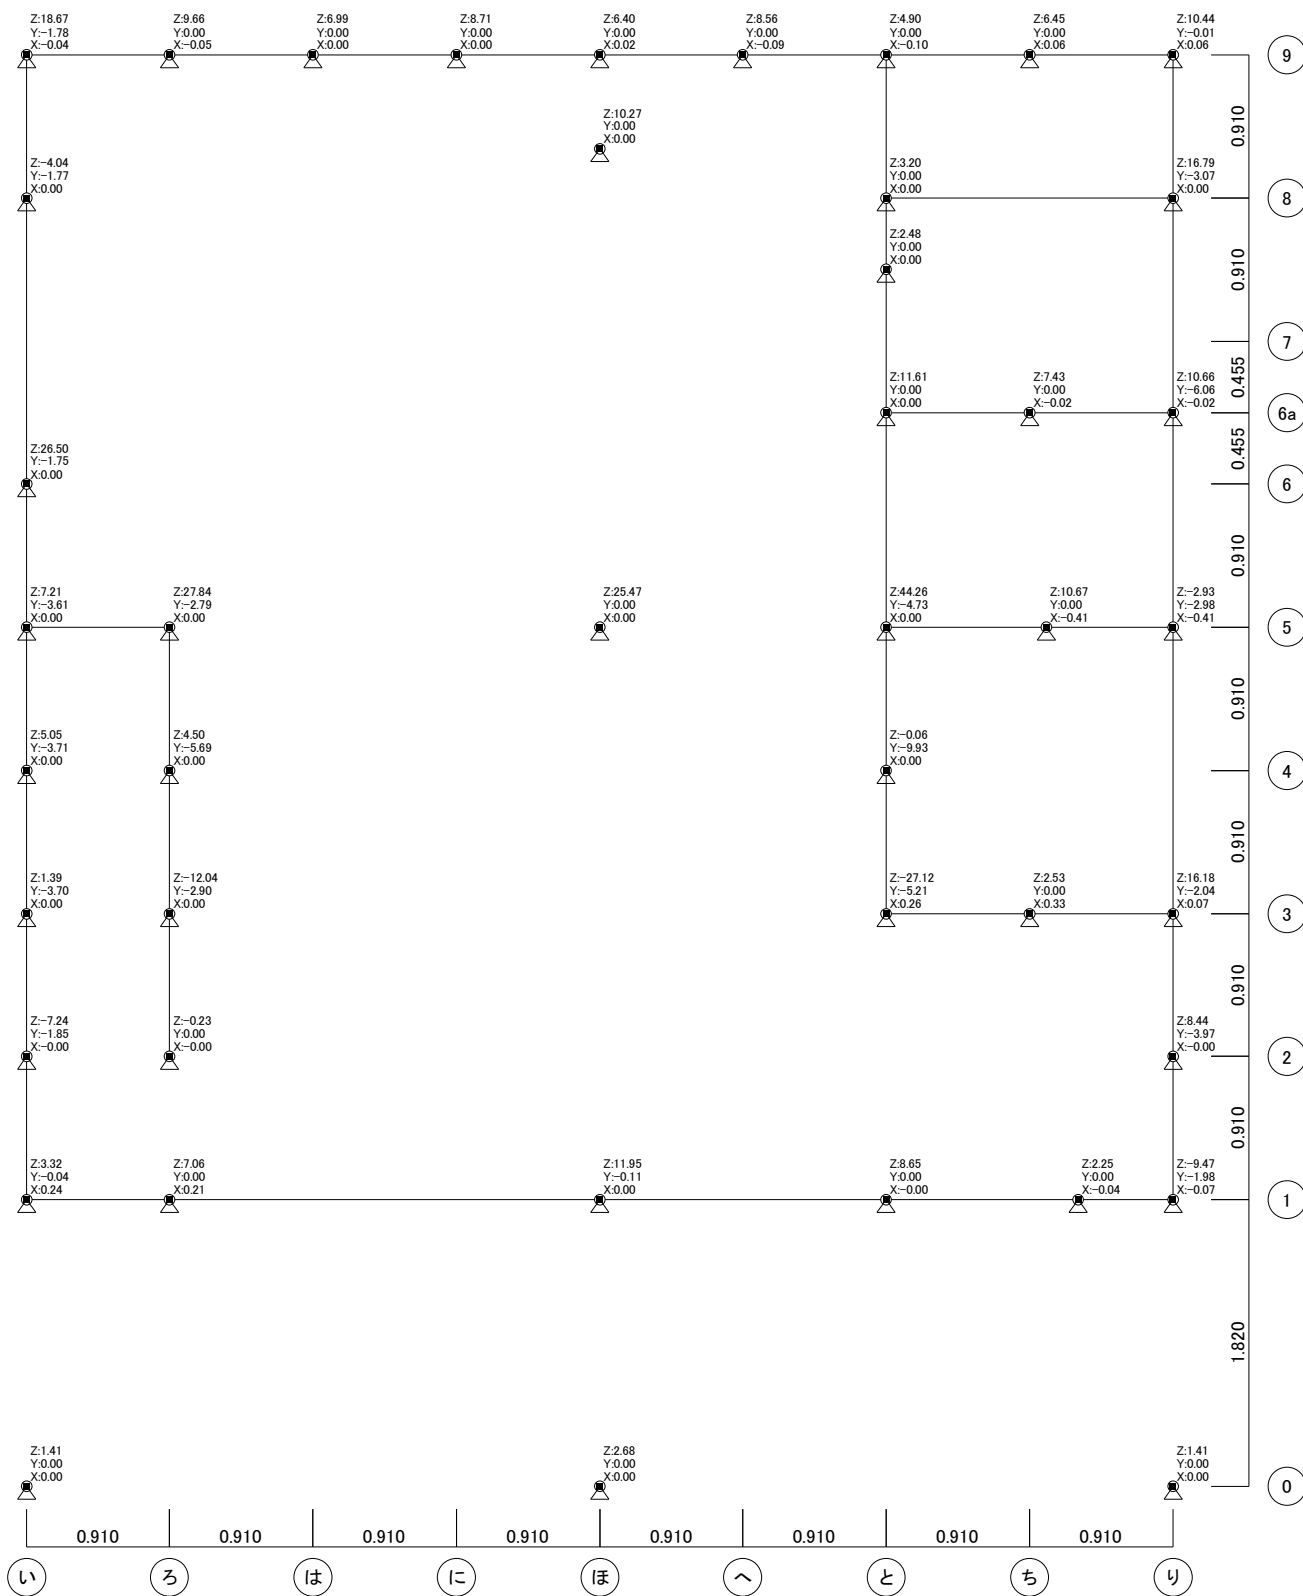 Z:18.67
Y:-1.78
X:-0.04
Z:9.66
Y:0.00
X:-0.05
Z:6.99
Y:0.00
X:0.00
Z:8.71
Y:0.00
X:0.00
Z:6.40
Y:0.00
X:0.02
Z:8.56
Y:0.00
X:-0.09
Z:4.90
Y:0.00
X:-0.10
Z:6.45
Y:0.00
X:0.06
Z:10.44
Y:-0.01
X:0.06
9
0.910
Z:10.27
Y:0.00
X:0.00
Z:-4.04
Y:-1.77
X:0.00
Z:3.20
Y:0.00
X:0.00
Z:16.79
Y:-3.07
X:0.00
8
Z:2.48
Y:0.00
X:0.00
0.910
7
0.455
Z:11.61
Y:0.00
X:0.00
Z:7.43
Y:0.00
X:-0.02
Z:10.66
Y:-6.06
X:-0.02
6a
0.455
Z:26.50
Y:-1.75
X:0.00
6
0.910
Z:7.21
Y:-3.61
X:0.00
Z:27.84
Y:-2.79
X:0.00
Z:25.47
Y:0.00
X:0.00
Z:44.26
Y:-4.73
X:0.00
Z:10.67
Y:0.00
X:-0.41
Z:-2.93
Y:-2.98
X:-0.41
5
0.910
Z:5.05
Y:-3.71
X:0.00
Z:4.50
Y:-5.69
X:0.00
Z:-0.06
Y:-9.93
X:0.00
4
0.910
Z:1.39
Y:-3.70
X:0.00
Z:-12.04
Y:-2.90
X:0.00
Z:-27.12
Y:-5.21
X:0.26
Z:2.53
Y:0.00
X:0.33
Z:16.18
Y:-2.04
X:0.07
3
0.910
Z:-7.24
Y:-1.85
X:-0.00
Z:-0.23
Y:0.00
X:-0.00
Z:8.44
Y:-3.97
X:-0.00
2
0.910
Z:3.32
Y:-0.04
X:0.24
Z:7.06
Y:0.00
X:0.21
Z:11.95
Y:-0.11
X:0.00
Z:8.65
Y:0.00
X:-0.00
Z:2.25
Y:0.00
X:-0.04
Z:-9.47
Y:-1.98
X:-0.07
1
1.820
Z:1.41
Y:0.00
X:0.00
Z:2.68
Y:0.00
X:0.00
Z:1.41
Y:0.00
X:0.00
0
0.910 0.910 0.910 0.910 0.910 0.910 0.910 0.910
い ろ は に ほ へ と ち り